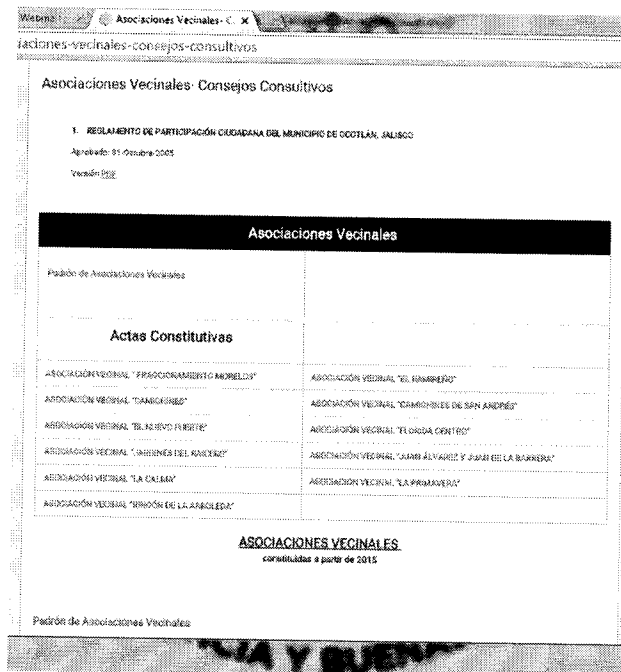 Webma
Asociaciones Vecinales- C. x
iaciones-vecinales-consejos-consultivos
Asociaciones Vecinales- Consejos Consultivos
1. REGLAMENTO DE PARTICIPACIÓN CIUDADANA DEL MUNICIPIO DE OCOTLÁN, JALISCO
Aprobado: 31 Octubre 2005
Versión PDF
Asociaciones Vecinales
Padrón de Asociaciones Vecinales
Actas Constitutivas
ASOCIACIÓN VECINAL "FRACCIONAMIENTO MORELOS"
ASOCIACIÓN VECINAL "EL RAMIREÑO"
ASOCIACIÓN VECINAL "CAMICHINES"
ASOCIACIÓN VECINAL "CAMICHINES DE SAN ANDRÉS"
ASOCIACIÓN VECINAL "EL NUEVO FUERTE"
ASOCIACIÓN VECINAL "FLORIDA CENTRO"
ASOCIACIÓN VECINAL "JARDINES DEL RAICERO"
ASOCIACIÓN VECINAL "JUAN ÁLVAREZ Y JUAN DE LA BARRERA"
ASOCIACIÓN VECINAL "LA CALMA"
ASOCIACIÓN VECINAL "LA PRIMAVERA"
ASOCIACIÓN VECINAL "RINCÓN DE LA ARBOLEDA"
ASOCIACIONES VECINALES
constituidas a partir de 2015
Padrón de Asociaciones Vecinales
Y BUEN